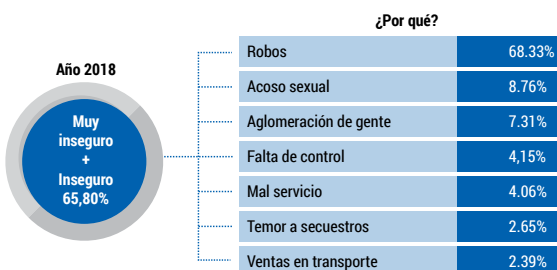 ¿Por qué?
Año 2018
Muy
inseguro
+
Inseguro
65,80%
Robos 68.33%
Acoso sexual 8.76%
Aglomeración de gente 7.31%
Falta de control 4,15%
Mal servicio 4.06%
Temor a secuestros 2.65%
Ventas en transporte 2.39%